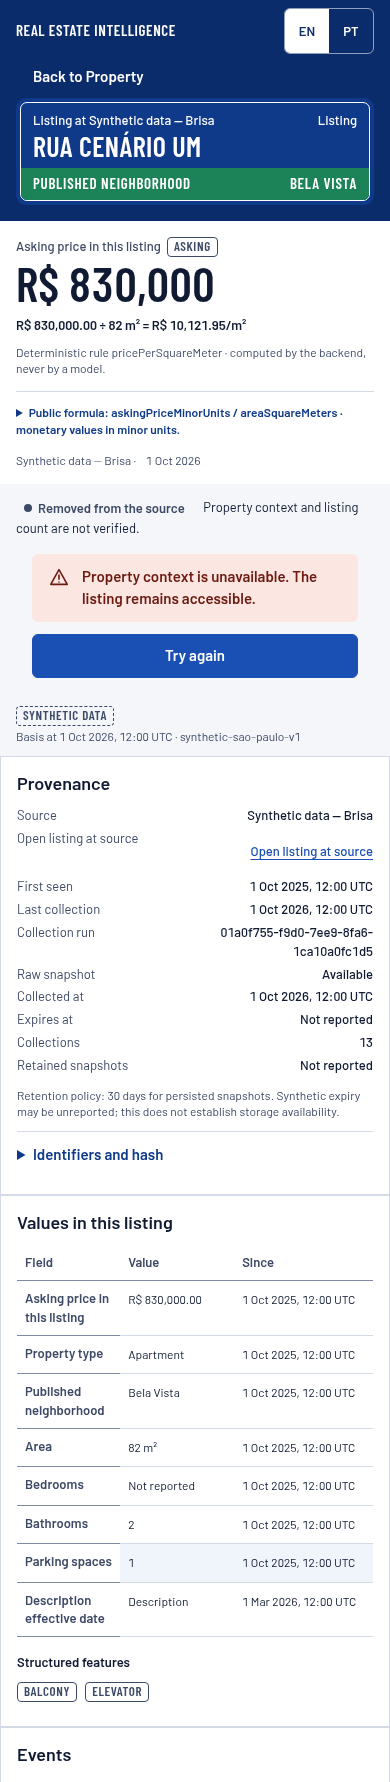 REAL ESTATE INTELLIGENCE
EN PT
Back to Property
Listing at Synthetic data — Brisa Listing
RUA CENÁRIO UM
PUBLISHED NEIGHBORHOOD BELA VISTA
Asking price in this listing ASKING
R$ 830,000
R$ 830,000.00 ÷ 82 m² = R$ 10,121.95/m²
Deterministic rule pricePerSquareMeter · computed by the backend,
never by a model.
Public formula: askingPriceMinorUnits / areaSquareMeters ·
monetary values in minor units.
Synthetic data — Brisa · 1 Oct 2026
Removed from the source Property context and listing
count are not verified.
Property context is unavailable. The
listing remains accessible.
Try again
SYNTHETIC DATA
Basis at 1 Oct 2026, 12:00 UTC · synthetic-sao-paulo-v1
Provenance
Source Synthetic data — Brisa
Open listing at source
Open listing at source
First seen 1 Oct 2025, 12:00 UTC
Last collection 1 Oct 2026, 12:00 UTC
Collection run 01a0f755-f9d0-7ee9-8fa6-
1ca10a0fc1d5
Raw snapshot Available
Collected at 1 Oct 2026, 12:00 UTC
Expires at Not reported
Collections 13
Retained snapshots Not reported
Retention policy: 30 days for persisted snapshots. Synthetic expiry
may be unreported; this does not establish storage availability.
Identifiers and hash
Values in this listing
Field Value Since
Asking price in
this listing R$ 830,000.00 1 Oct 2025, 12:00 UTC
Property type Apartment 1 Oct 2025, 12:00 UTC
Published
neighborhood Bela Vista 1 Oct 2025, 12:00 UTC
Area 82 m² 1 Oct 2025, 12:00 UTC
Bedrooms Not reported 1 Oct 2025, 12:00 UTC
Bathrooms 2 1 Oct 2025, 12:00 UTC
Parking spaces 1 1 Oct 2025, 12:00 UTC
Description
effective date Description 1 Mar 2026, 12:00 UTC
Structured features
BALCONY ELEVATOR
Events